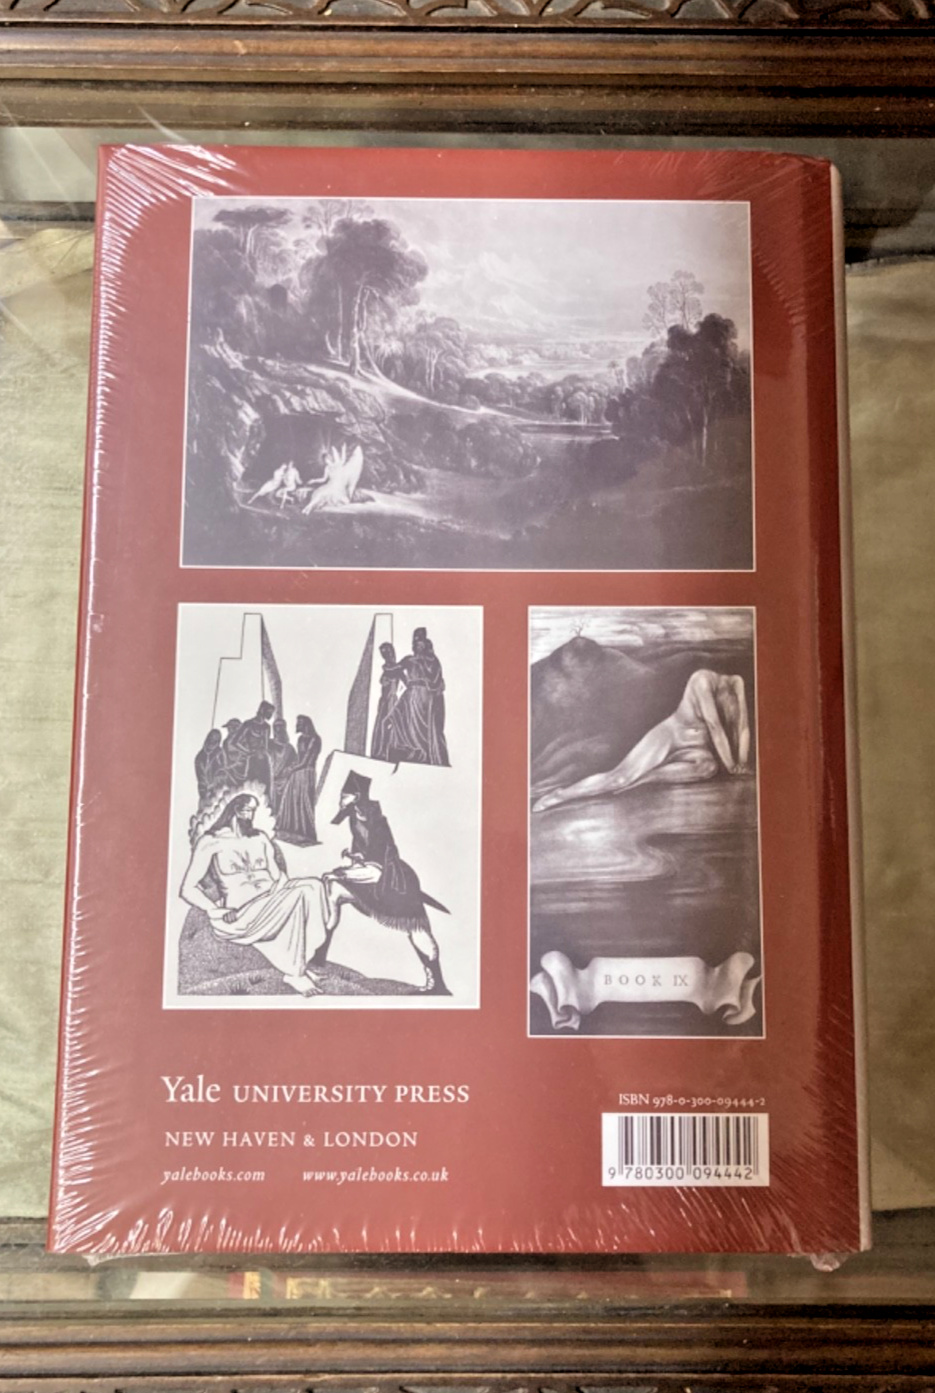 BOOK IX
Yale UNIVERSITY PRESS
NEW HAVEN & LONDON
yalebooks.com www.yalebooks.co.uk
ISBN 978-0-300-09444-2
9 780300 094442